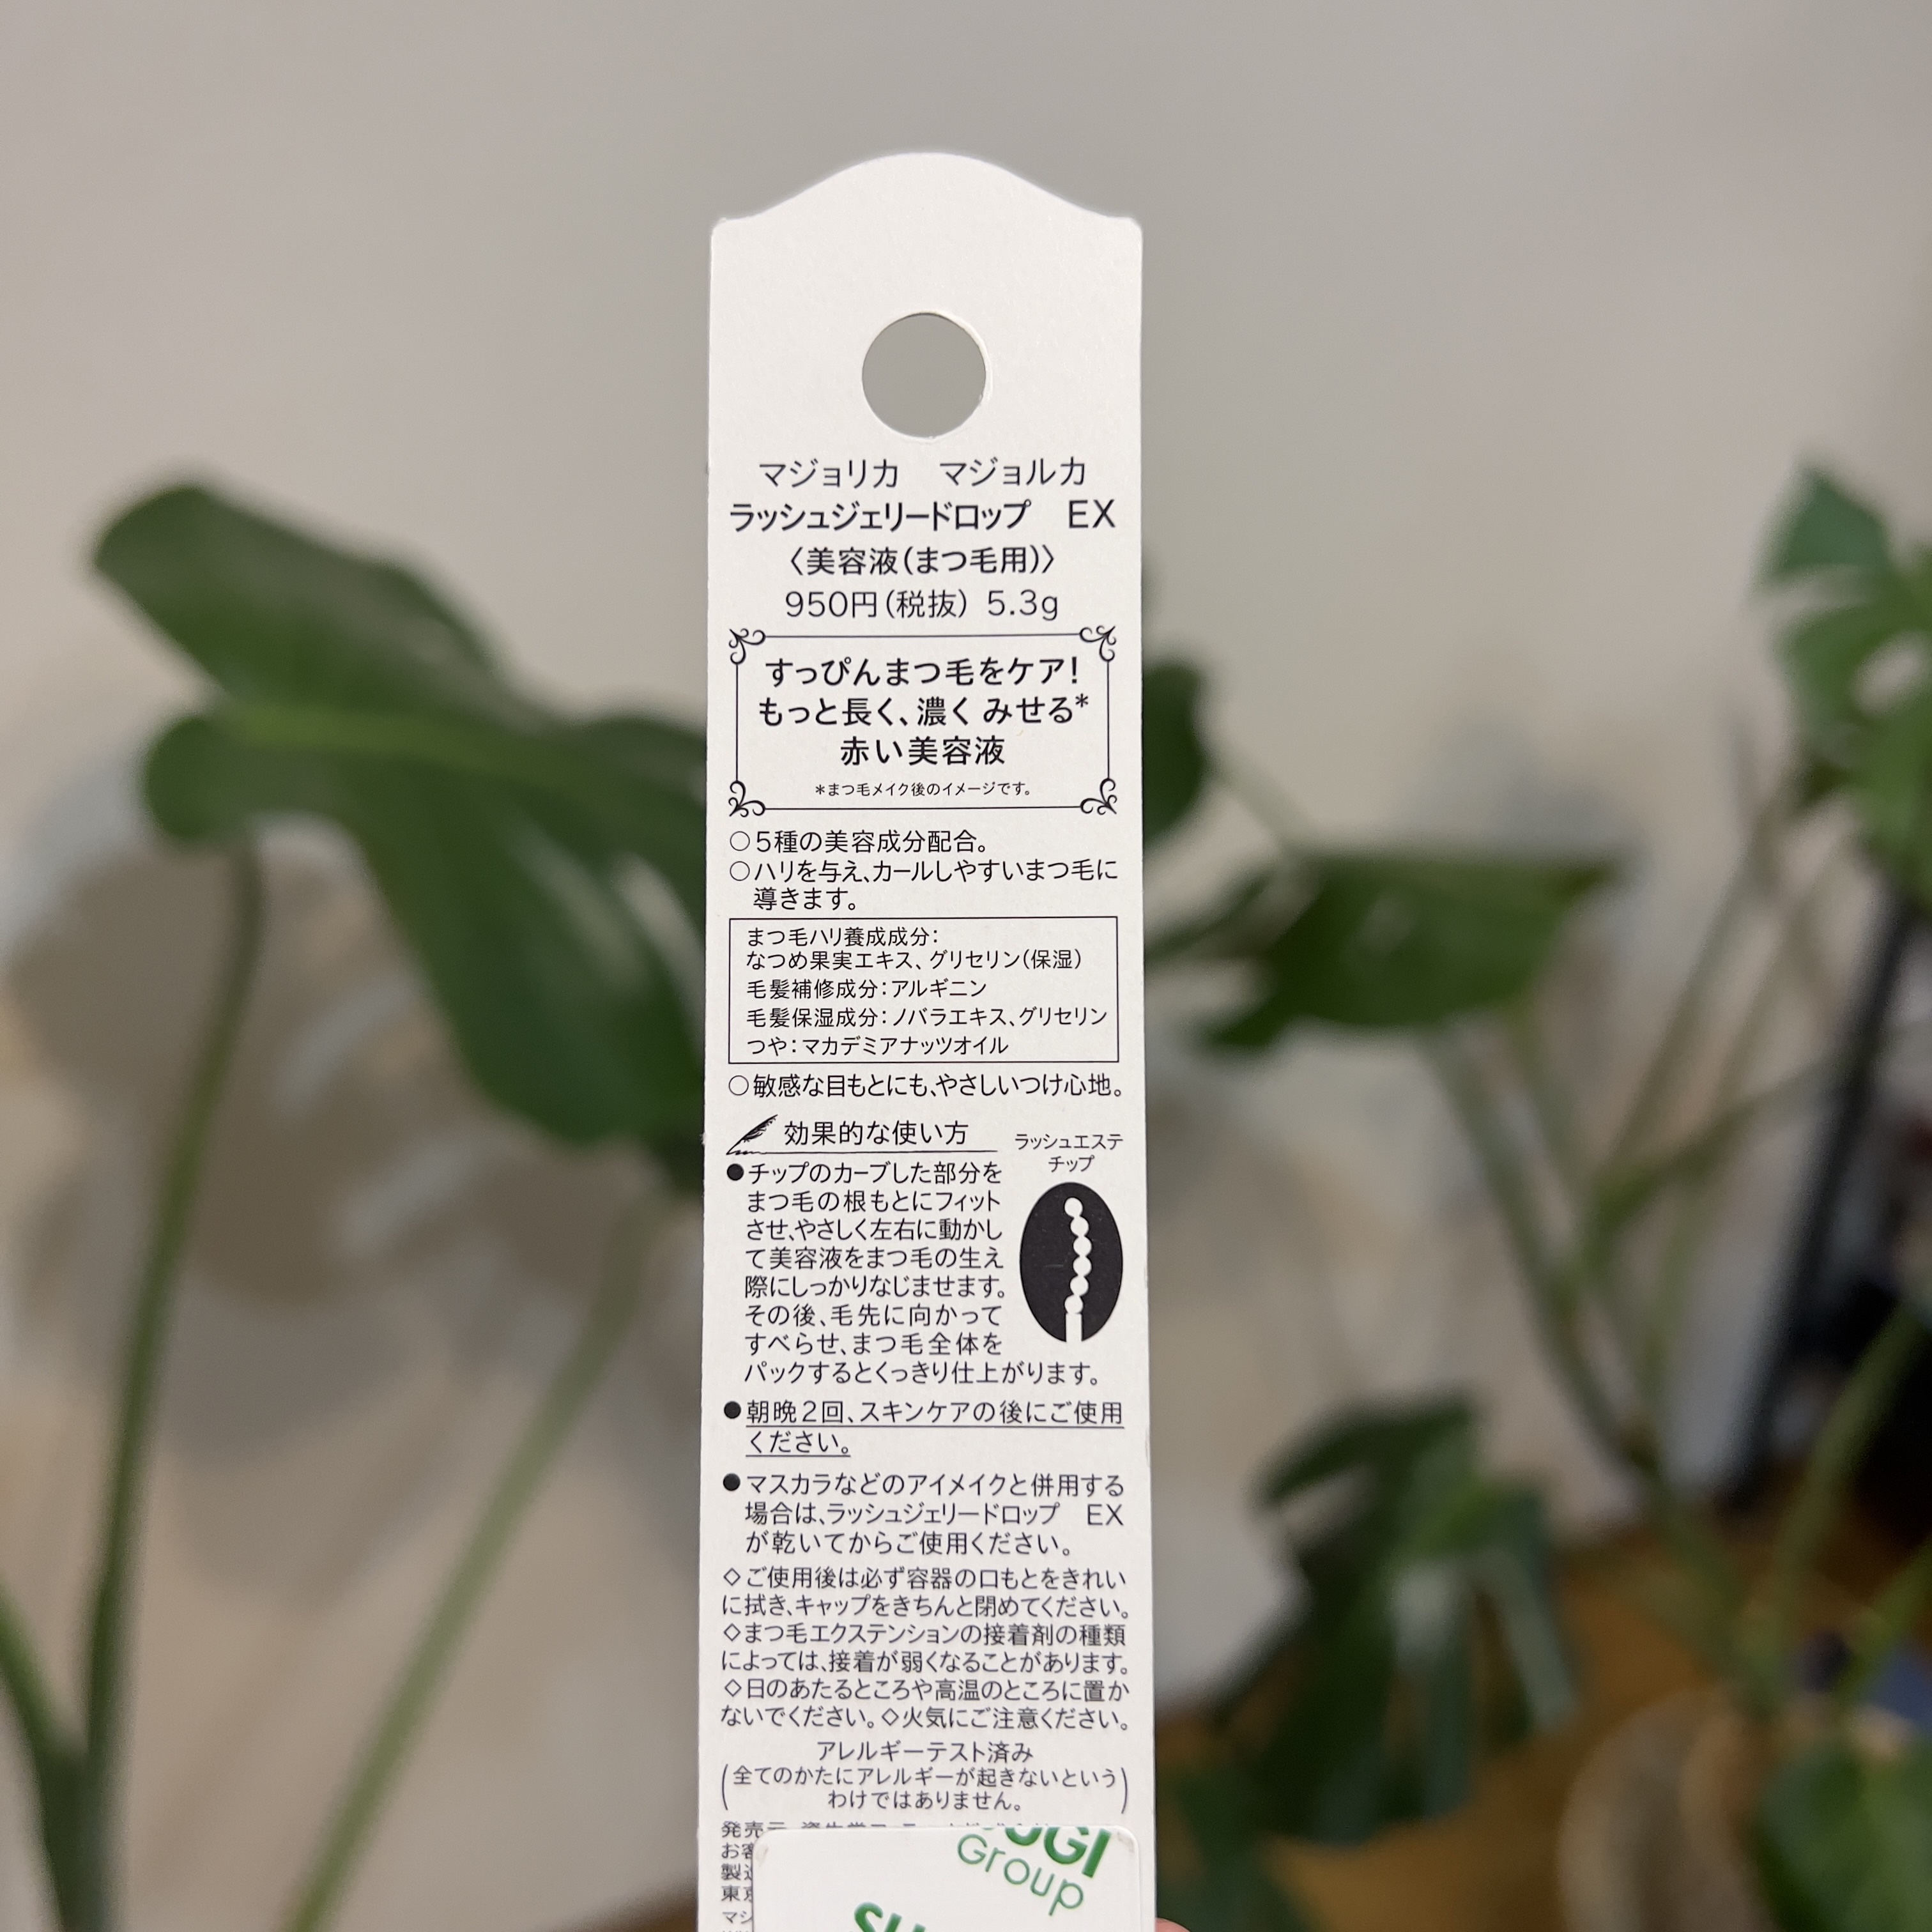 マジョリカ　マジョルカ
ラッシュジェリードロップ　EX
〈美容液(まつ毛用)〉
950円(税抜) 5.3g
すっぴんまつ毛をケア!
もっと長く、濃く みせる*
赤い美容液
*まつ毛メイク後のイメージです。
○5種の美容成分配合。
○ハリを与え、カールしやすいまつ毛に
導きます。
まつ毛ハリ養成成分:
なつめ果実エキス、グリセリン(保湿)
毛髪補修成分:アルギニン
毛髪保湿成分:ノバラエキス、グリセリン
つや:マカデミアナッツオイル
○敏感な目もとにも、やさしいつけ心地。
効果的な使い方
ラッシュエステ
チップ
●チップのカーブした部分を
まつ毛の根もとにフィット
させ、やさしく左右に動かし
て美容液をまつ毛の生え
際にしっかりなじませます。
その後、毛先に向かって
すべらせ、まつ毛全体を
パックするとくっきり仕上がります。
●朝晩2回、スキンケアの後にご使用
ください。
●マスカラなどのアイメイクと併用する
場合は、ラッシュジェリードロップ　EX
が乾いてからご使用ください。
◇ご使用後は必ず容器の口もとをきれい
に拭き、キャップをきちんと閉めてください。
◇まつ毛エクステンションの接着剤の種類
によっては、接着が弱くなることがあります。
◇日のあたるところや高温のところに置か
ないでください。◇火気にご注意ください。
アレルギーテスト済み
(全てのかたにアレルギーが起きないという
わけではありません。)
発売元
お客
製造
東京
マジ
Group